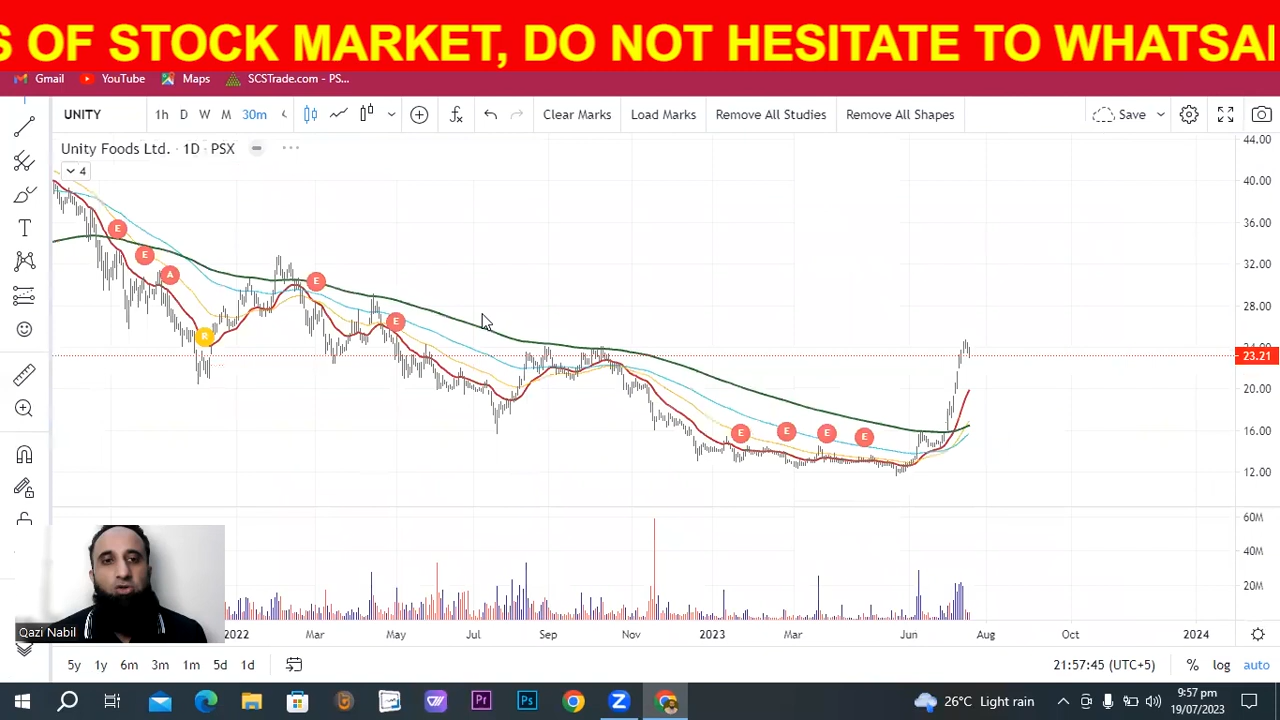 S OF STOCK MARKET, DO NOT HESITATE TO WHATSA
Gmail YouTube Maps SCSTrade.com - PS...
UNITY 1h D W M 30m Clear Marks Load Marks Remove All Studies Remove All Shapes Save
Unity Foods Ltd. · 1D · PSX
4
44.00
40.00
36.00
32.00
28.00
24.00
23.21
20.00
16.00
12.00
E
E
A
R
E
E
E
E
E
E
60M
40M
20M
Qazi Nabil
2022 Mar May Jul Sep Nov 2023 Mar Jun Aug Oct 2024
5y 1y 6m 3m 1m 5d 1d 21:57:45 (UTC+5) % log auto
Pr Ps 26°C Light rain 9:57 pm
19/07/2023